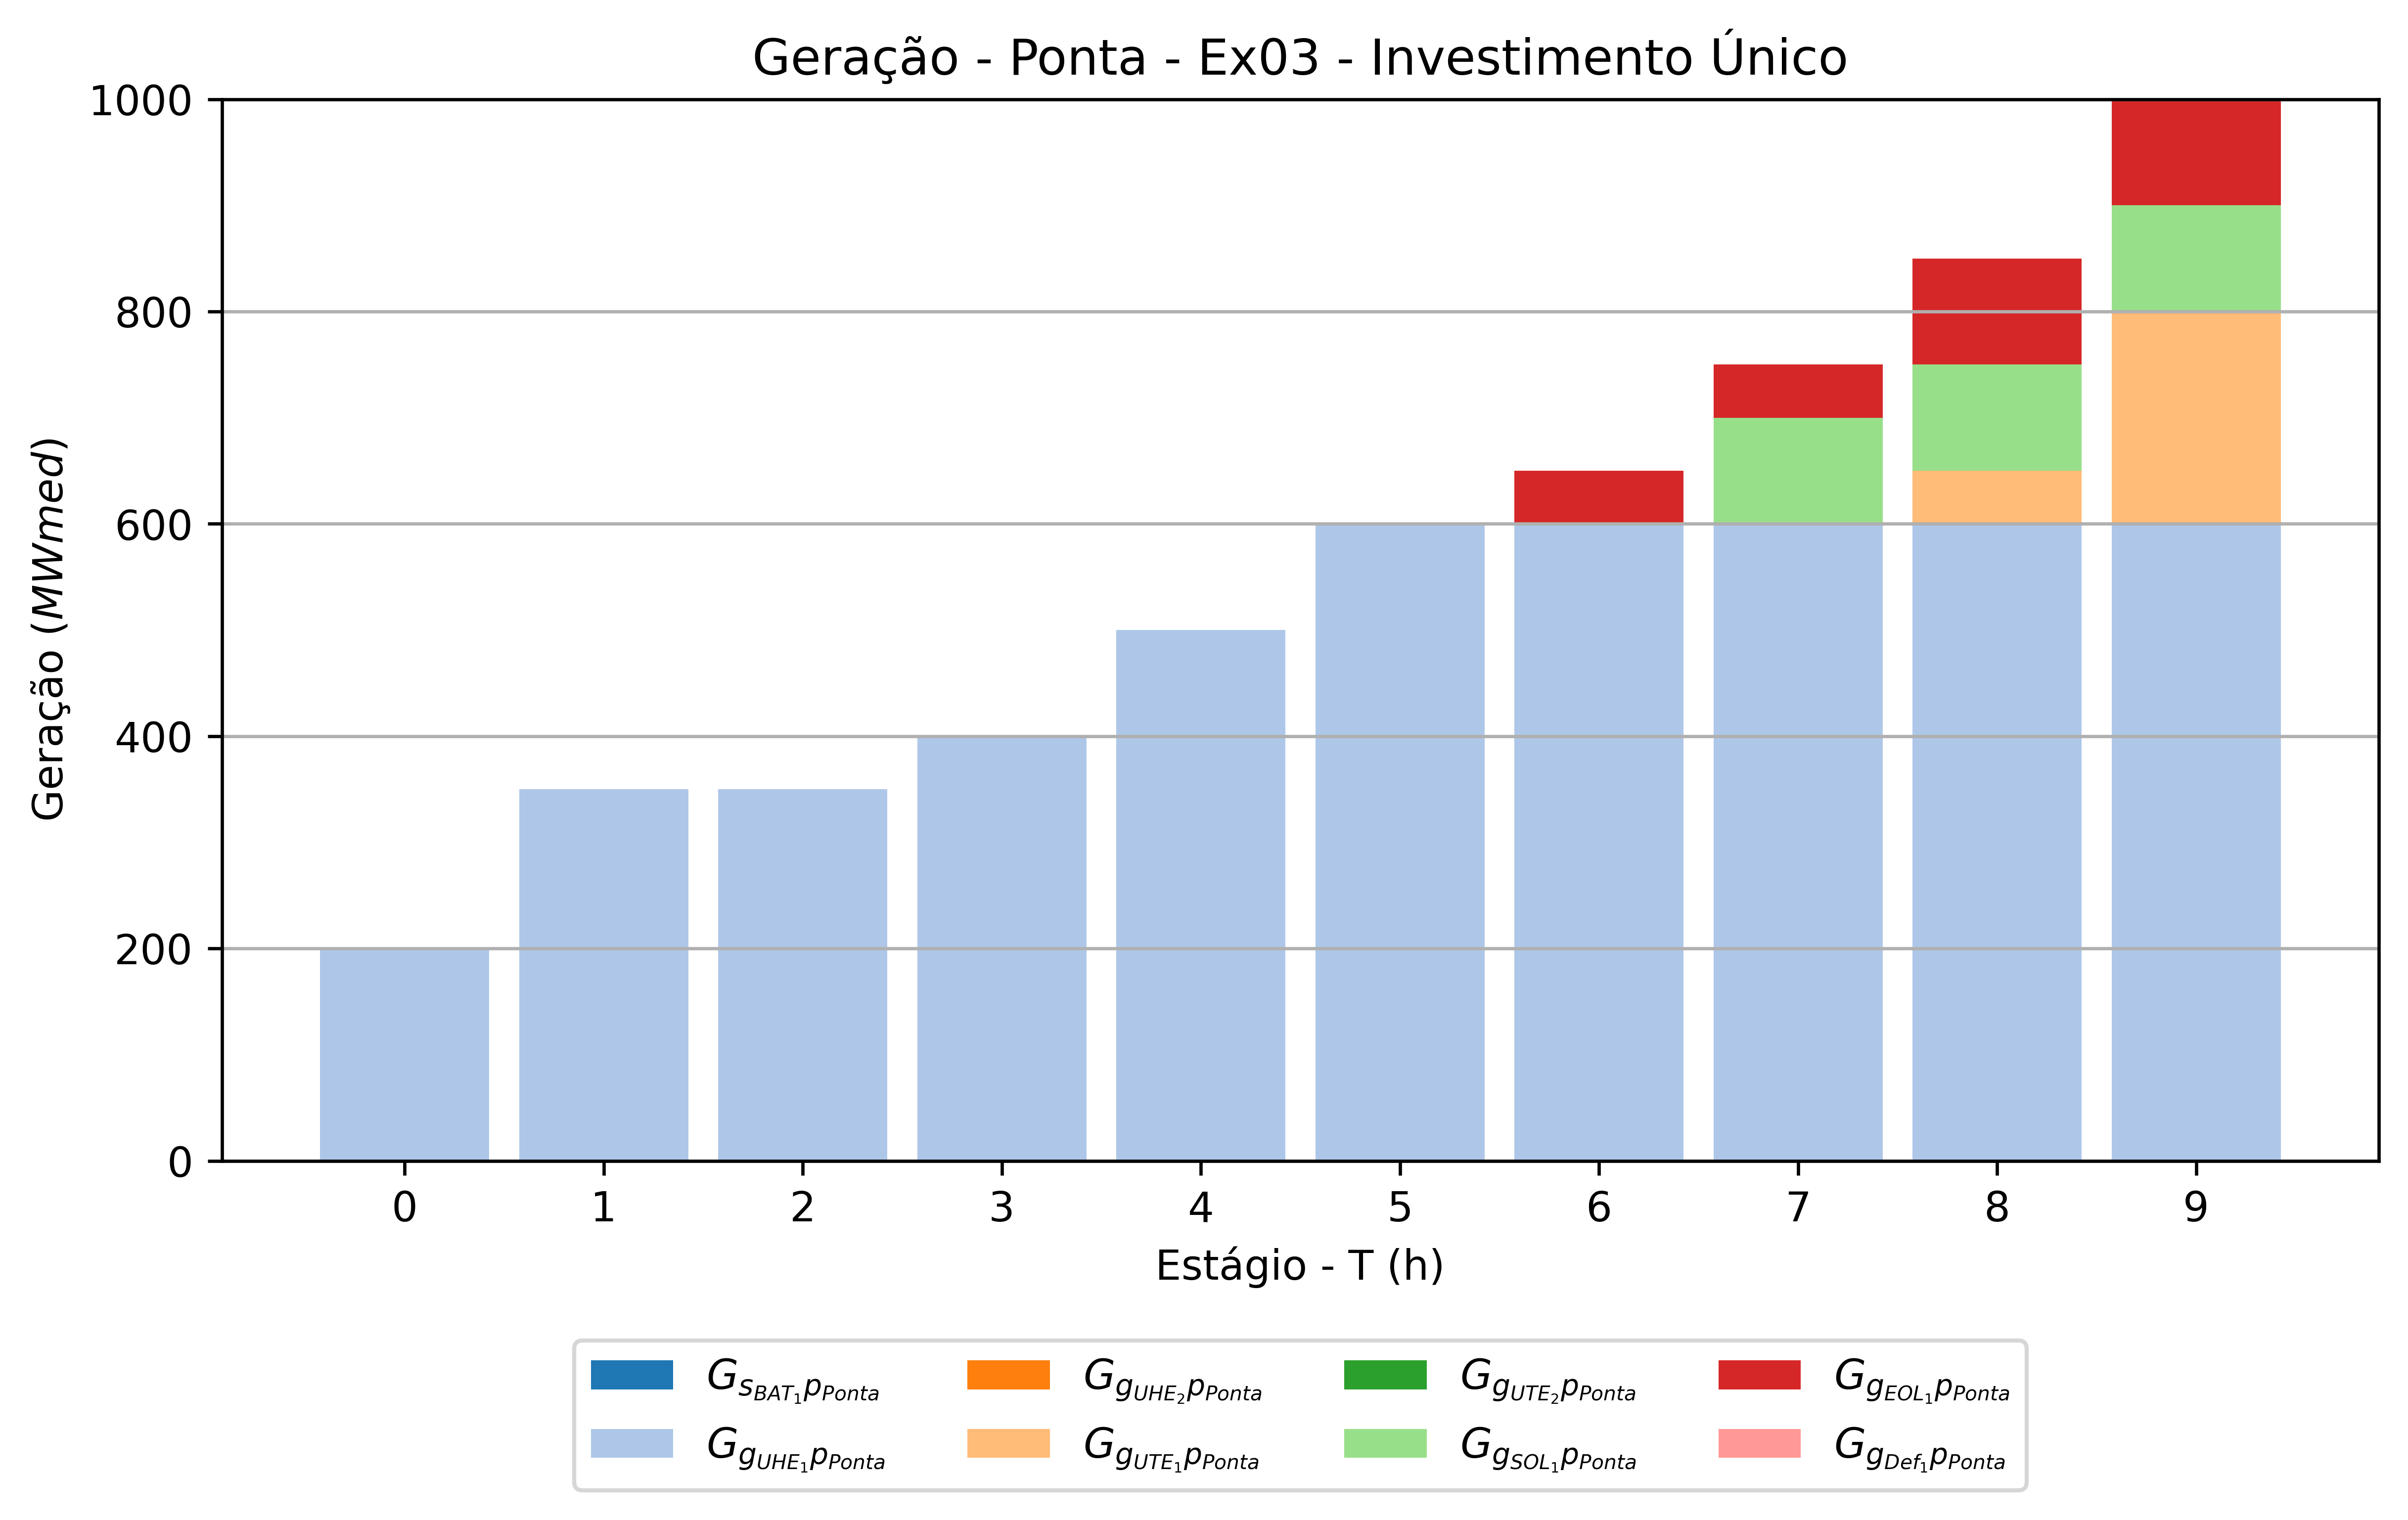 Geração - Ponta - Ex03 - Investimento Único
1000
800
600
400
200
0
Geração (MWmed)
0 1 2 3 4 5 6 7 8 9
Estágio - T (h)
G_{s_{BAT_1}p_{Ponta}} G_{g_{UHE_2}p_{Ponta}} G_{g_{UTE_2}p_{Ponta}} G_{g_{EOL_1}p_{Ponta}}
G_{g_{UHE_1}p_{Ponta}} G_{g_{UTE_1}p_{Ponta}} G_{g_{SOL_1}p_{Ponta}} G_{g_{Def_1}p_{Ponta}}